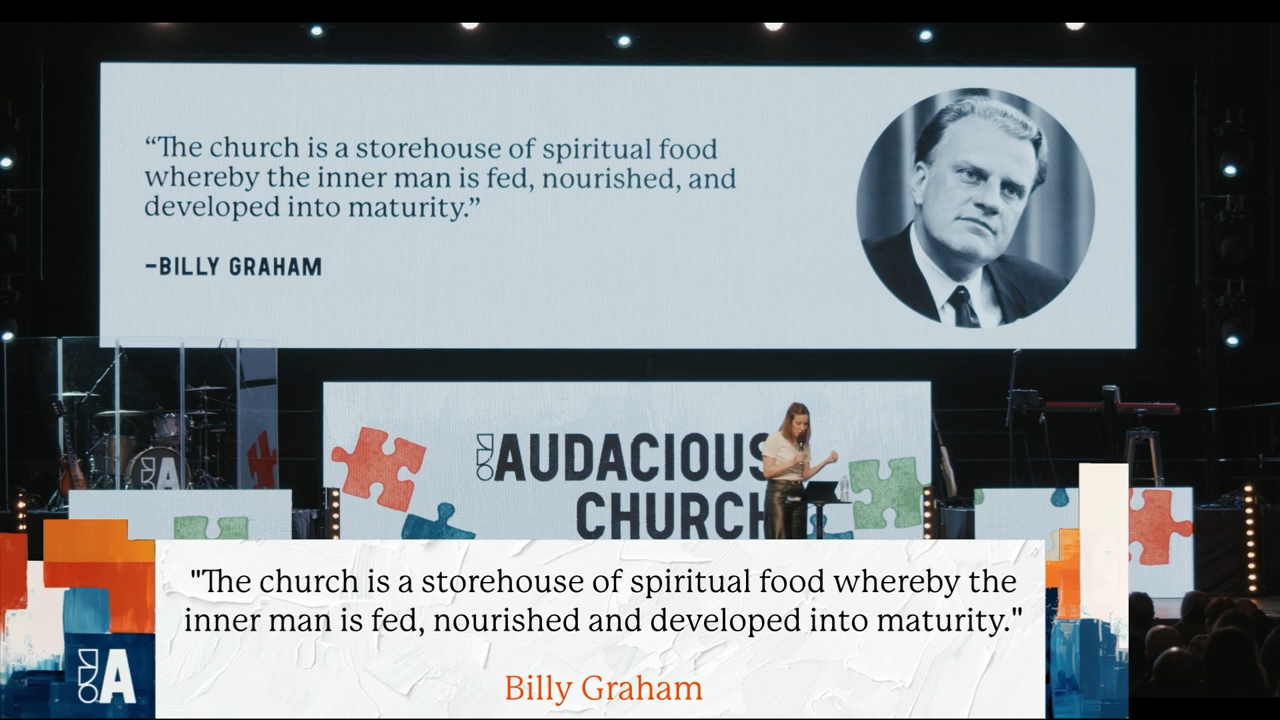 “The church is a storehouse of spiritual food
whereby the inner man is fed, nourished, and
developed into maturity.”
–BILLY GRAHAM
AUDACIOUS
CHURCH
A
"The church is a storehouse of spiritual food whereby the
inner man is fed, nourished and developed into maturity."
Billy Graham
A